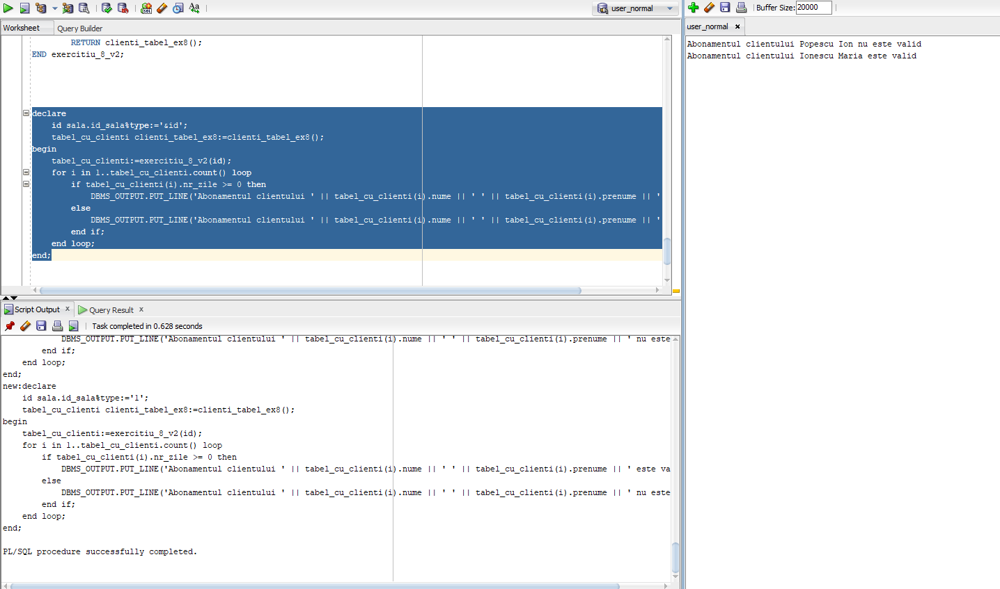 user_normal
Worksheet
Query Builder
        RETURN clienti_tabel_ex8();
END exercitiu_8_v2;
declare
    id sala.id_sala%type:='&id';
    tabel_cu_clienti clienti_tabel_ex8:=clienti_tabel_ex8();
begin
    tabel_cu_clienti:=exercitiu_8_v2(id);
    for i in 1..tabel_cu_clienti.count() loop
        if tabel_cu_clienti(i).nr_zile >= 0 then
            DBMS_OUTPUT.PUT_LINE('Abonamentul clientului ' || tabel_cu_clienti(i).nume || ' ' || tabel_cu_clienti(i).prenume || '
        else
            DBMS_OUTPUT.PUT_LINE('Abonamentul clientului ' || tabel_cu_clienti(i).nume || ' ' || tabel_cu_clienti(i).prenume || '
        end if;
    end loop;
end;
Script Output x
Query Result x
Task completed in 0.628 seconds
            DBMS_OUTPUT.PUT_LINE('Abonamentul clientului ' || tabel_cu_clienti(i).nume || ' ' || tabel_cu_clienti(i).prenume || ' nu este
        end if;
    end loop;
end;
new:declare
    id sala.id_sala%type:='1';
    tabel_cu_clienti clienti_tabel_ex8:=clienti_tabel_ex8();
begin
    tabel_cu_clienti:=exercitiu_8_v2(id);
    for i in 1..tabel_cu_clienti.count() loop
        if tabel_cu_clienti(i).nr_zile >= 0 then
            DBMS_OUTPUT.PUT_LINE('Abonamentul clientului ' || tabel_cu_clienti(i).nume || ' ' || tabel_cu_clienti(i).prenume || ' este va
        else
            DBMS_OUTPUT.PUT_LINE('Abonamentul clientului ' || tabel_cu_clienti(i).nume || ' ' || tabel_cu_clienti(i).prenume || ' nu este
        end if;
    end loop;
end;
PL/SQL procedure successfully completed.
Buffer Size: 20000
user_normal x
Abonamentul clientului Popescu Ion nu este valid
Abonamentul clientului Ionescu Maria este valid